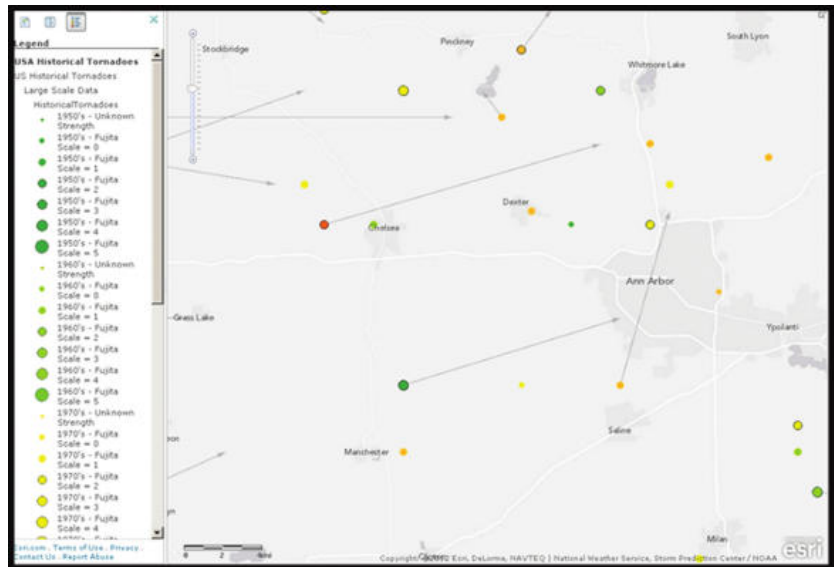 Legend
USA Historical Tornadoes
US Historical Tornadoes
Large Scale Data
HistoricalTornadoes
1950's - Unknown
Strength
1950's - Fujita
Scale = 0
1950's - Fujita
Scale = 1
1950's - Fujita
Scale = 2
1950's - Fujita
Scale = 3
1950's - Fujita
Scale = 4
1950's - Fujita
Scale = 5
1960's - Unknown
Strength
1960's - Fujita
Scale = 0
1960's - Fujita
Scale = 1
1960's - Fujita
Scale = 2
1960's - Fujita
Scale = 3
1960's - Fujita
Scale = 4
1960's - Fujita
Scale = 5
1970's - Unknown
Strength
1970's - Fujita
Scale = 0
1970's - Fujita
Scale = 1
1970's - Fujita
Scale = 2
1970's - Fujita
Scale = 3
1970's - Fujita
Scale = 4
1970's - Fujita
Esri.com . Terms of Use . Privacy .
Contact Us . Report Abuse
Stockbridge
Pinckney
South Lyon
Whitmore Lake
Dexter
Chelsea
Ann Arbor
Grass Lake
Ypsilanti
Saline
Manchester
Milan
Clinton
0 2 4mi
Esri, DeLorme, NAVTEQ | National Weather Service, Storm Prediction Center / NOAA
esri